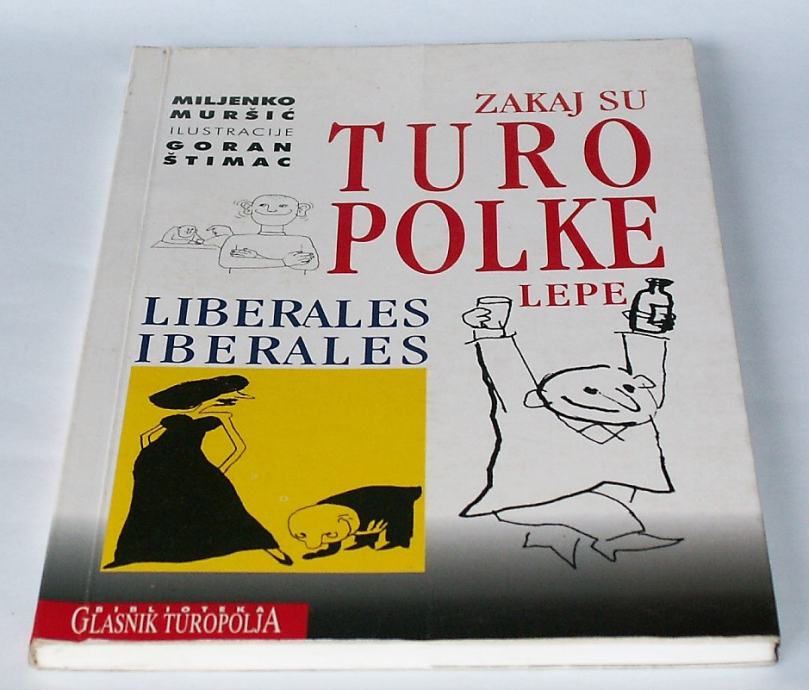 MILJENKO
MURŠIĆ
ILUSTRACIJE
GORAN
ŠTIMAC
ZAKAJ SU
TURO
POLKE
LEPE
LIBERALES
IBERALES
BIBLIOTEKA
GLASNIK TUROPOLJA